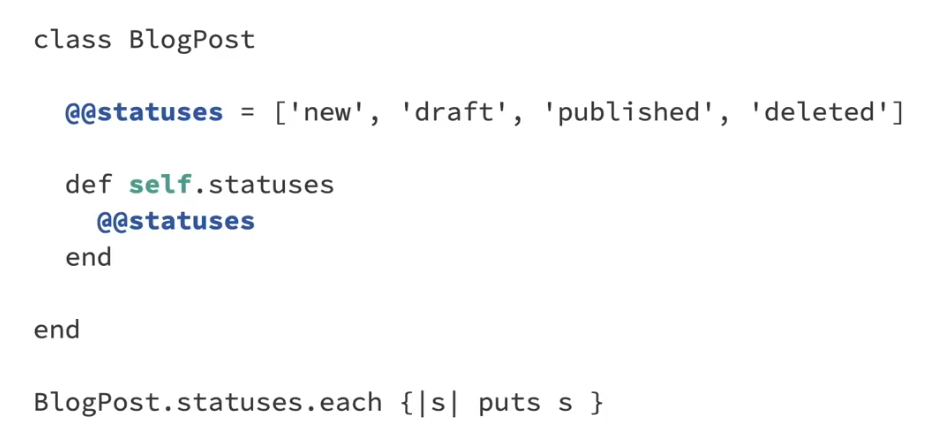 class BlogPost
@@statuses = ['new', 'draft', 'published', 'deleted']
def self.statuses
@@statuses
end
end
BlogPost.statuses.each {|s| puts s }